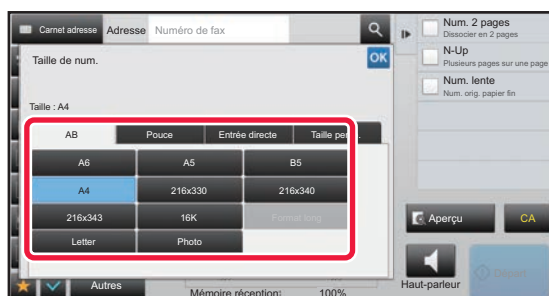 Carnet adresse Adresse Numéro de fax
Taille de num.
OK
Taille : A4
AB Pouce Entrée directe Taille
A6 A5 B5
A4 216x330 216x340
216x343 16K Format long
Letter Photo
Autres
Mémoire réception: 100%
Num. 2 pages
Dissocier en 2 pages
N-Up
Plusieurs pages sur une page
Num. lente
Num. orig. papier fin
Aperçu CA
Haut-parleur Départ